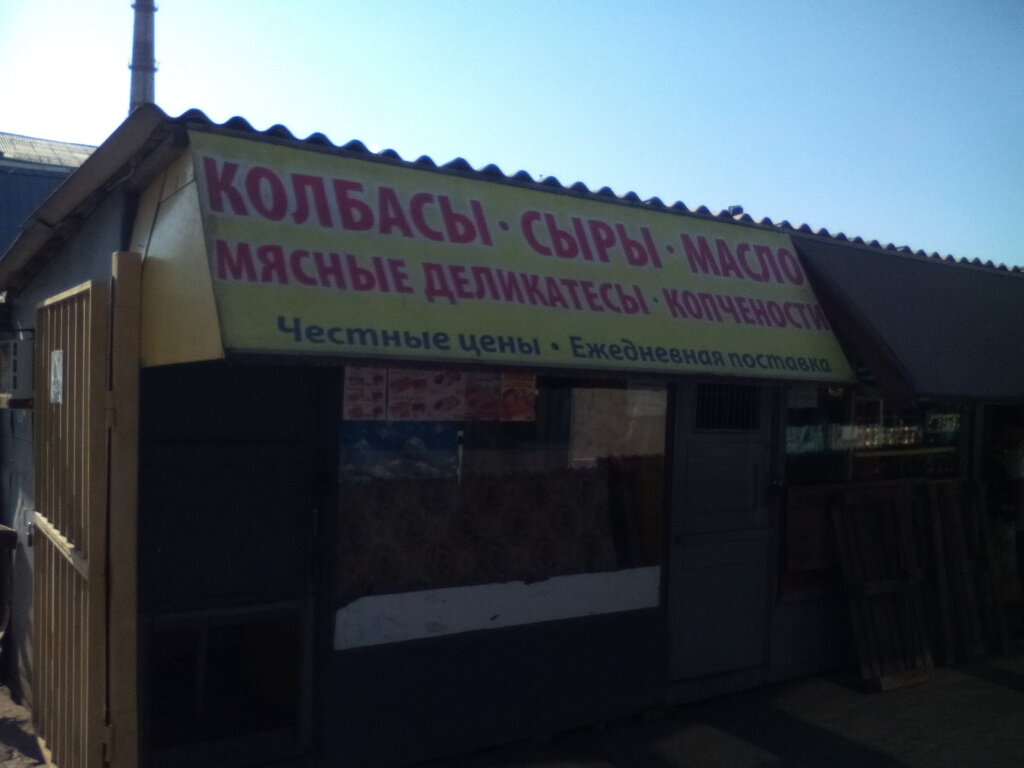 КОЛБАСЫ · СЫРЫ · МАСЛО
МЯСНЫЕ ДЕЛИКАТЕСЫ · КОПЧЕНОСТИ
Честные цены • Ежедневная поставка